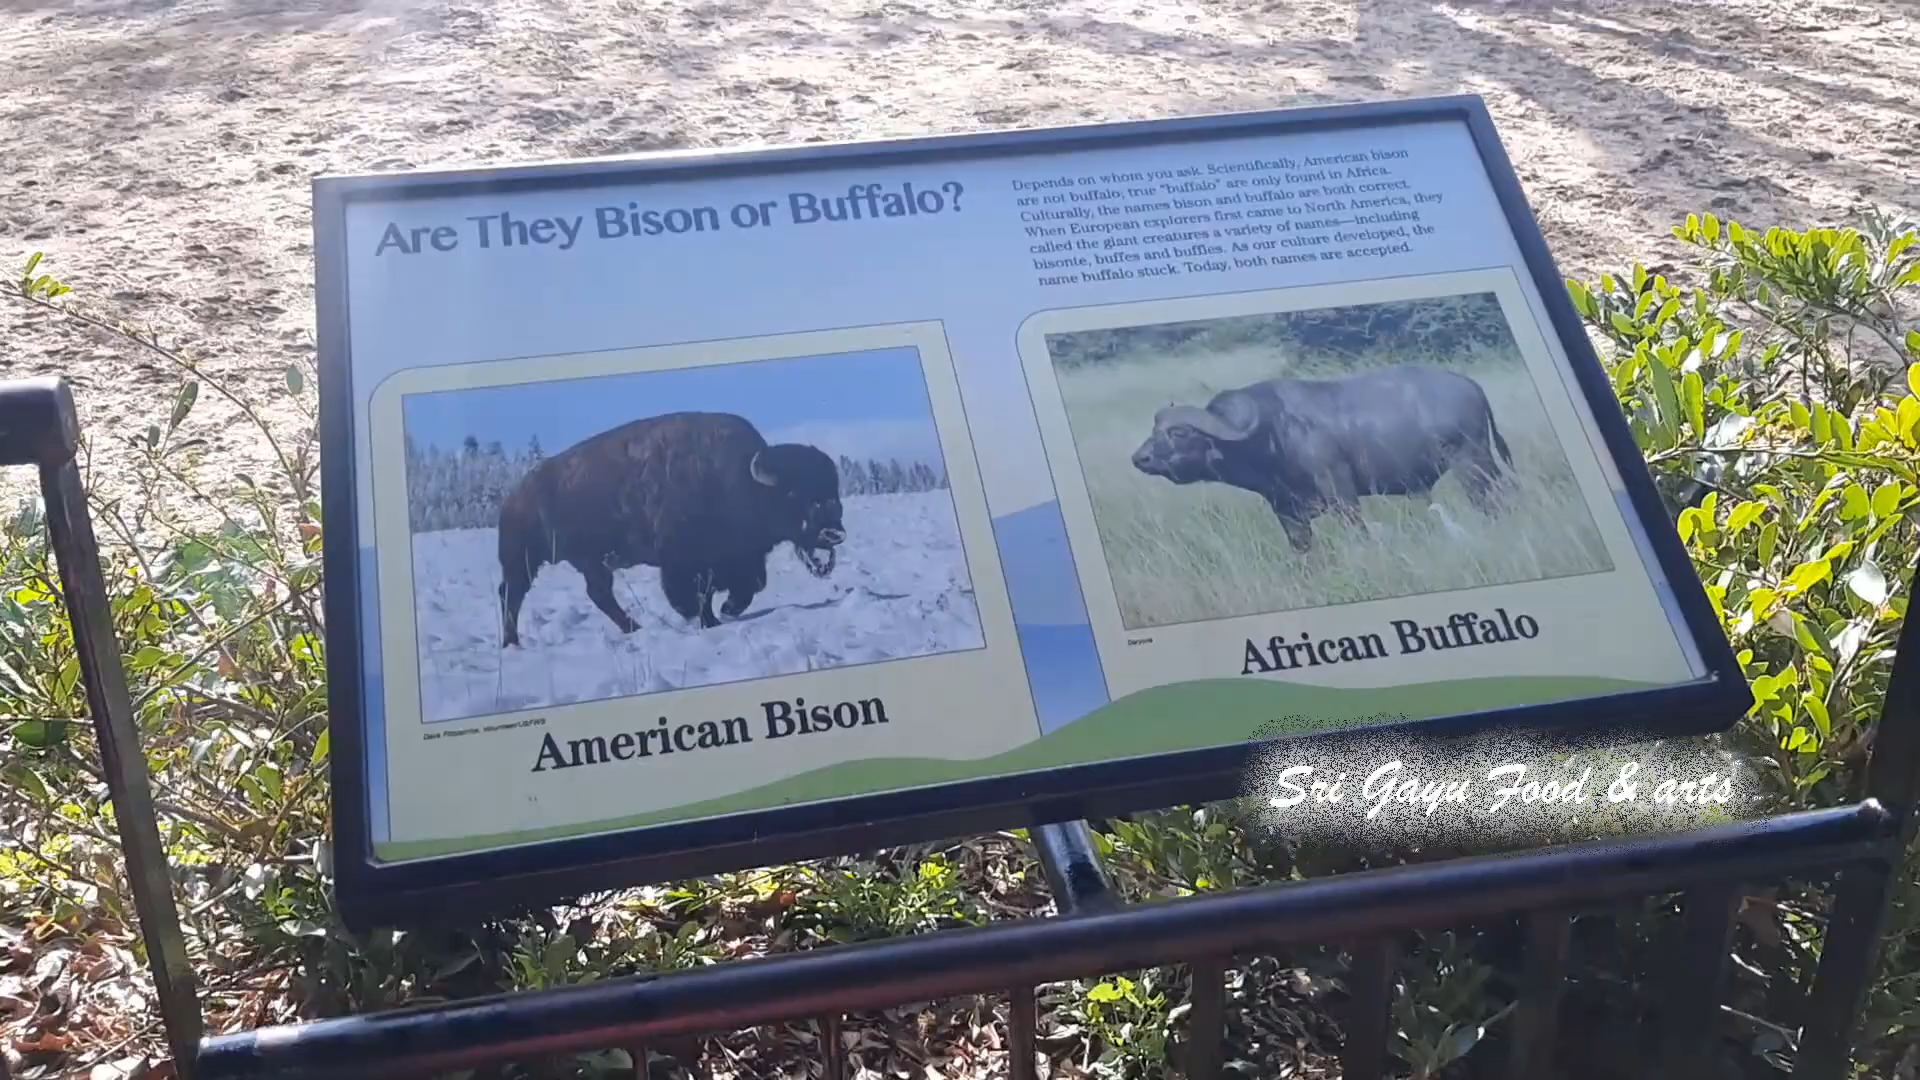 Are They Bison or Buffalo?
Depends on whom you ask. Scientifically, American bison
are not buffalo; true "buffalo" are only found in Africa.
Culturally, the names bison and buffalo are both correct.
When European explorers first came to North America, they
called the giant creatures a variety of names—including
bisonte, buffes and buffles. As our culture developed, the
name buffalo stuck. Today, both names are accepted.
American Bison
African Buffalo
Sri Gayu Food & arts